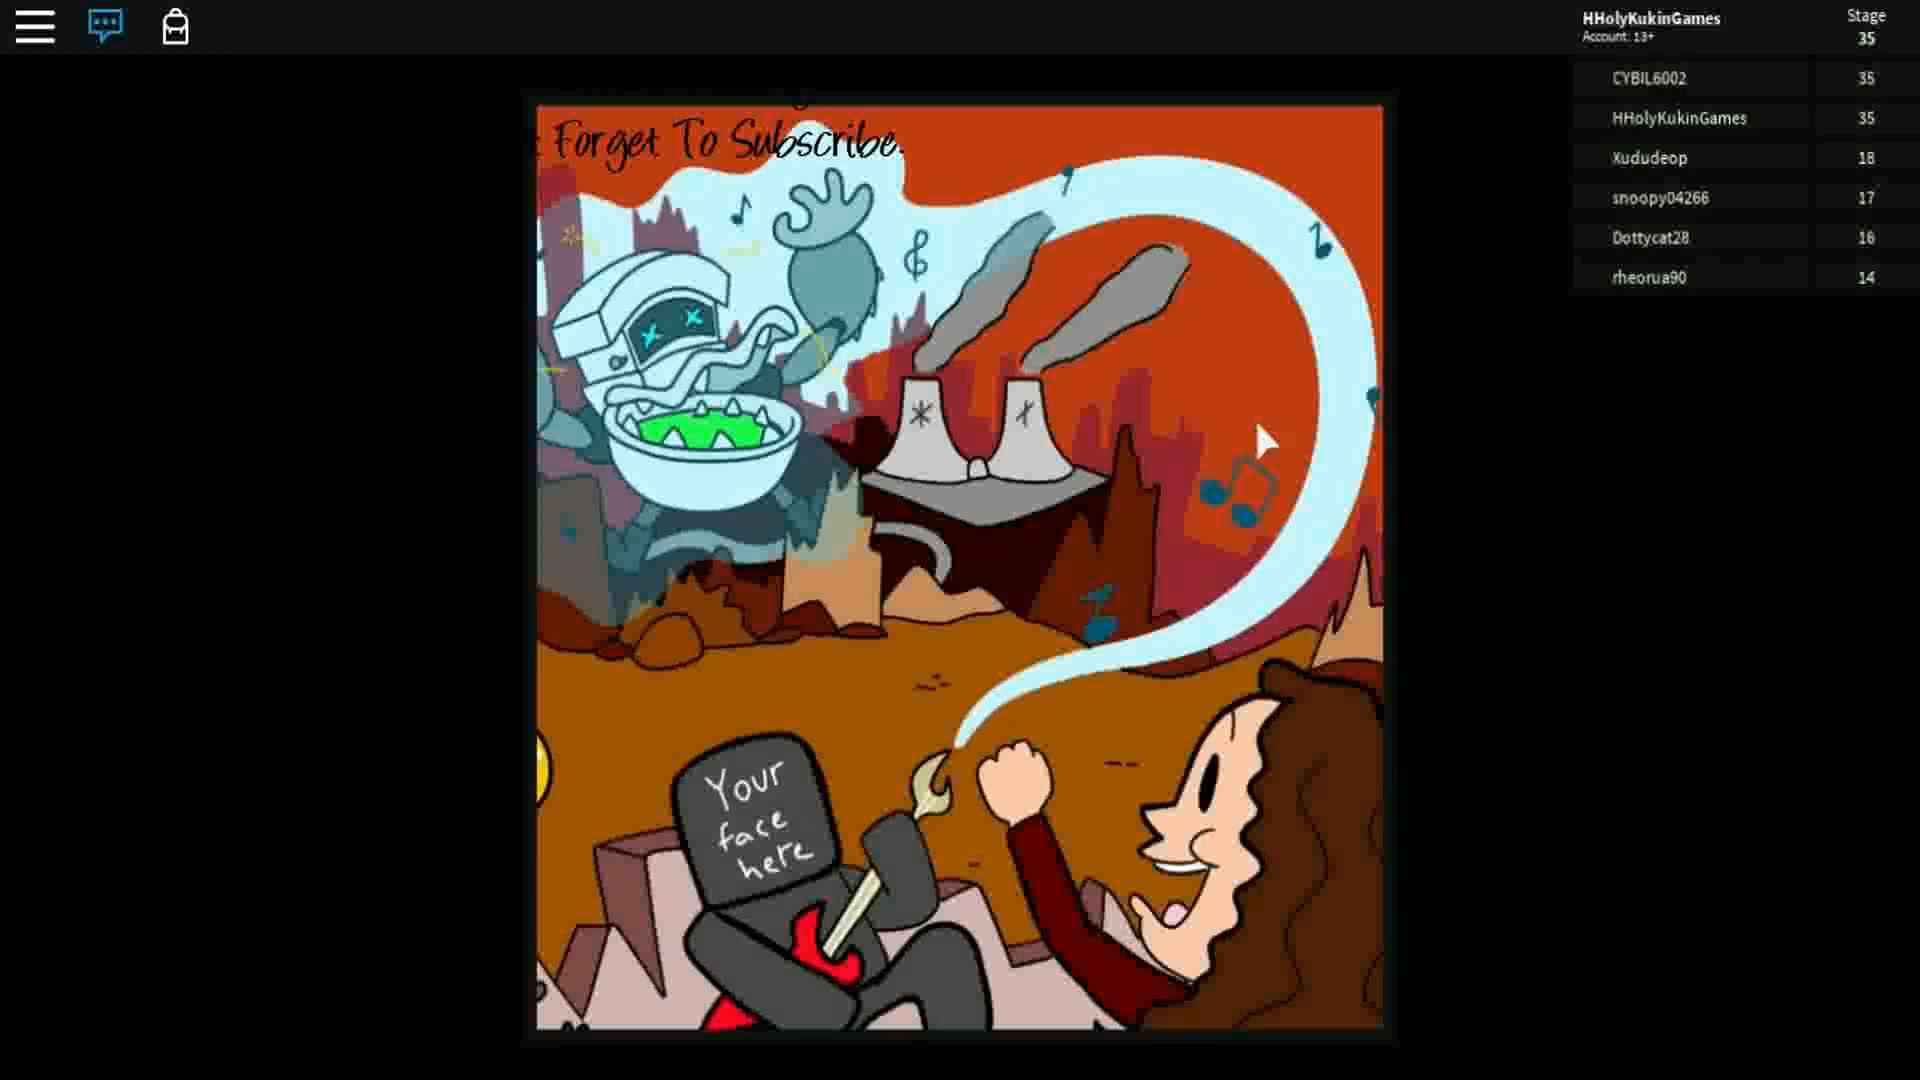 HHolyKukinGames
Account: 13+
Stage
35
CYBIL6002 35
HHolyKukinGames 35
Xududeop 18
snoopy04266 17
Dottycat28 16
rheorua90 14
Forget To Subscribe.
Your
face
here